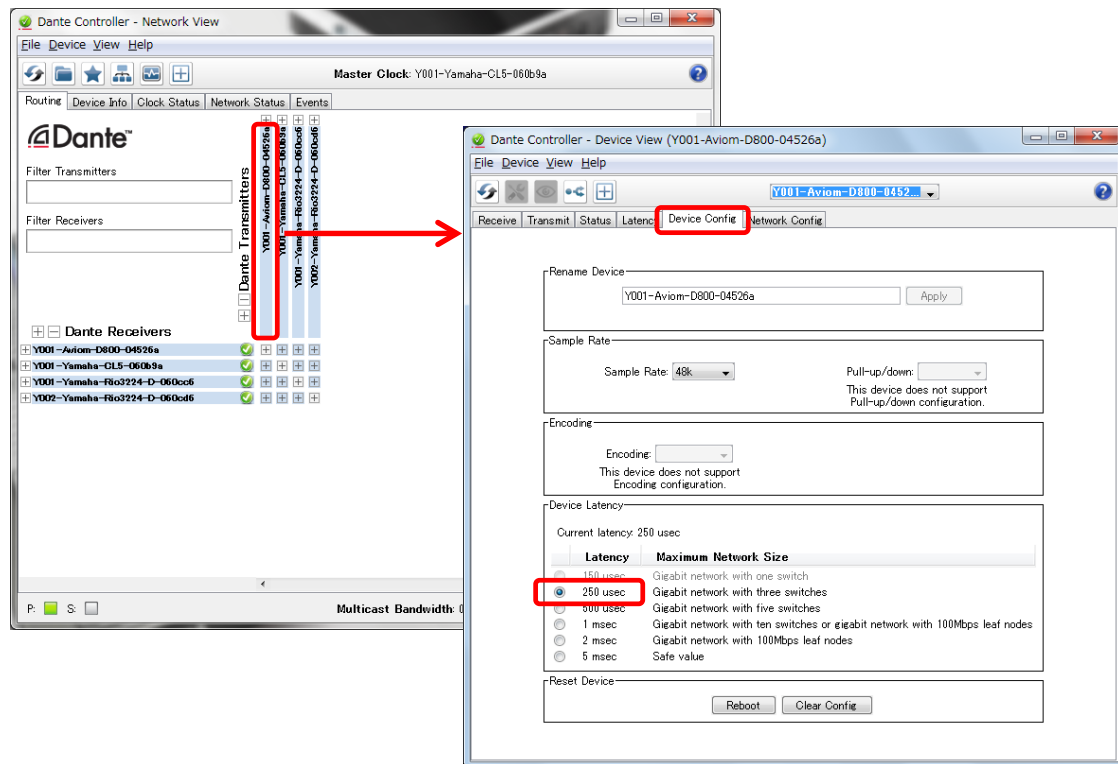 Dante Controller - Network View
File Device View Help
Master Clock: Y001-Yamaha-CL5-060b9a
?
Routing Device Info Clock Status Network Status Events
Dante™
Filter Transmitters
Filter Receivers
Dante Transmitters
Y001-Aviom-D800-04526a
Y001-Yamaha-CL5-060b9a
Y001-Yamaha-Rio3224-D-060cc6
Y002-Yamaha-Rio3224-D-060cd6
Dante Receivers
Y001-Aviom-D800-04526a
Y001-Yamaha-CL5-060b9a
Y001-Yamaha-Rio3224-D-060cc6
Y002-Yamaha-Rio3224-D-060cd6
P: S:
Multicast Bandwidth: 0
Dante Controller - Device View (Y001-Aviom-D800-04526a)
File Device View Help
Y001-Aviom-D800-0452...
?
Receive Transmit Status Latency Device Config Network Config
Rename Device
Y001-Aviom-D800-04526a Apply
Sample Rate
Sample Rate: 48k Pull-up/down:
This device does not support
Pull-up/down configuration.
Encoding
Encoding:
This device does not support
Encoding configuration.
Device Latency
Current latency: 250 usec
Latency Maximum Network Size
150 usec Gigabit network with one switch
250 usec Gigabit network with three switches
500 usec Gigabit network with five switches
1 msec Gigabit network with ten switches or gigabit network with 100Mbps leaf nodes
2 msec Gigabit network with 100Mbps leaf nodes
5 msec Safe value
Reset Device
Reboot Clear Config